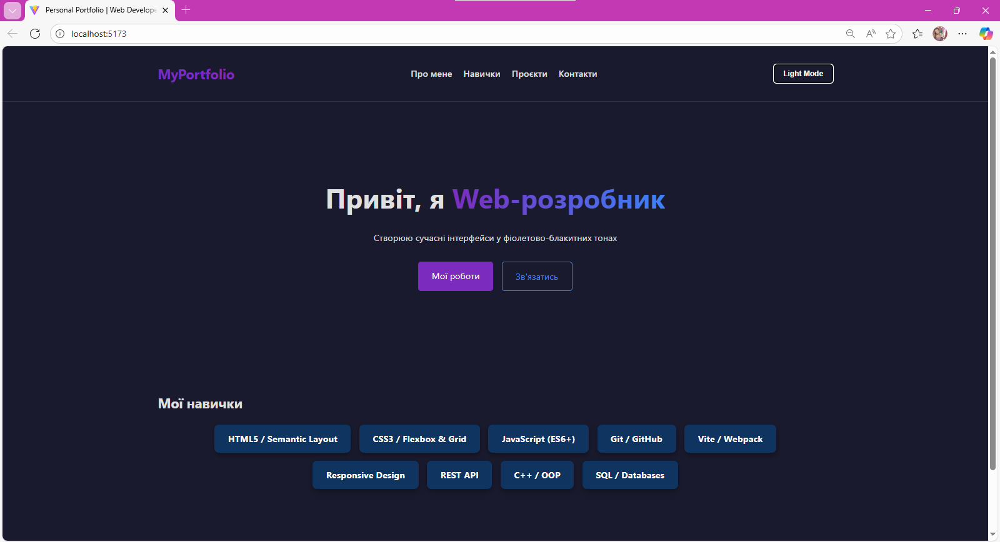 Personal Portfolio | Web Develope
localhost:5173
MyPortfolio
Про мене Навички Проєкти Контакти
Light Mode
Привіт, я Web-розробник
Створюю сучасні інтерфейси у фіолетово-блакитних тонах
Мої роботи Зв'язатись
Мої навички
HTML5 / Semantic Layout CSS3 / Flexbox & Grid JavaScript (ES6+) Git / GitHub Vite / Webpack
Responsive Design REST API C++ / OOP SQL / Databases